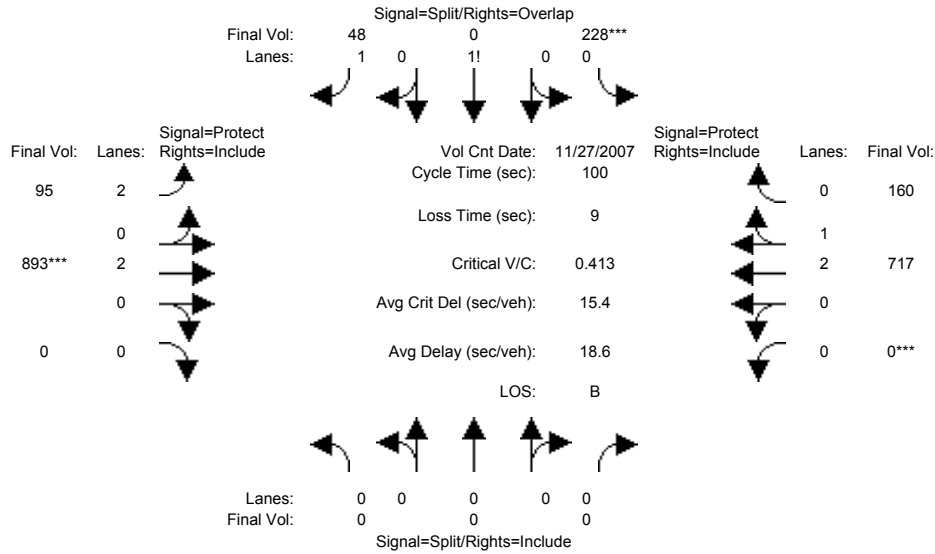 Signal=Split/Rights=Overlap
Final Vol: 48 0 228***
Lanes: 1 0 1! 0 0
Signal=Protect
Final Vol: Lanes: Rights=Include
Vol Cnt Date: 11/27/2007
Signal=Protect
Rights=Include Lanes: Final Vol:
Cycle Time (sec): 100
95 2
0 160
Loss Time (sec): 9
0
1
893*** 2
Critical V/C: 0.413
2 717
0
Avg Crit Del (sec/veh): 15.4
0
0 0
Avg Delay (sec/veh): 18.6
0 0***
LOS: B
Lanes: 0 0 0 0 0
Final Vol: 0 0 0
Signal=Split/Rights=Include